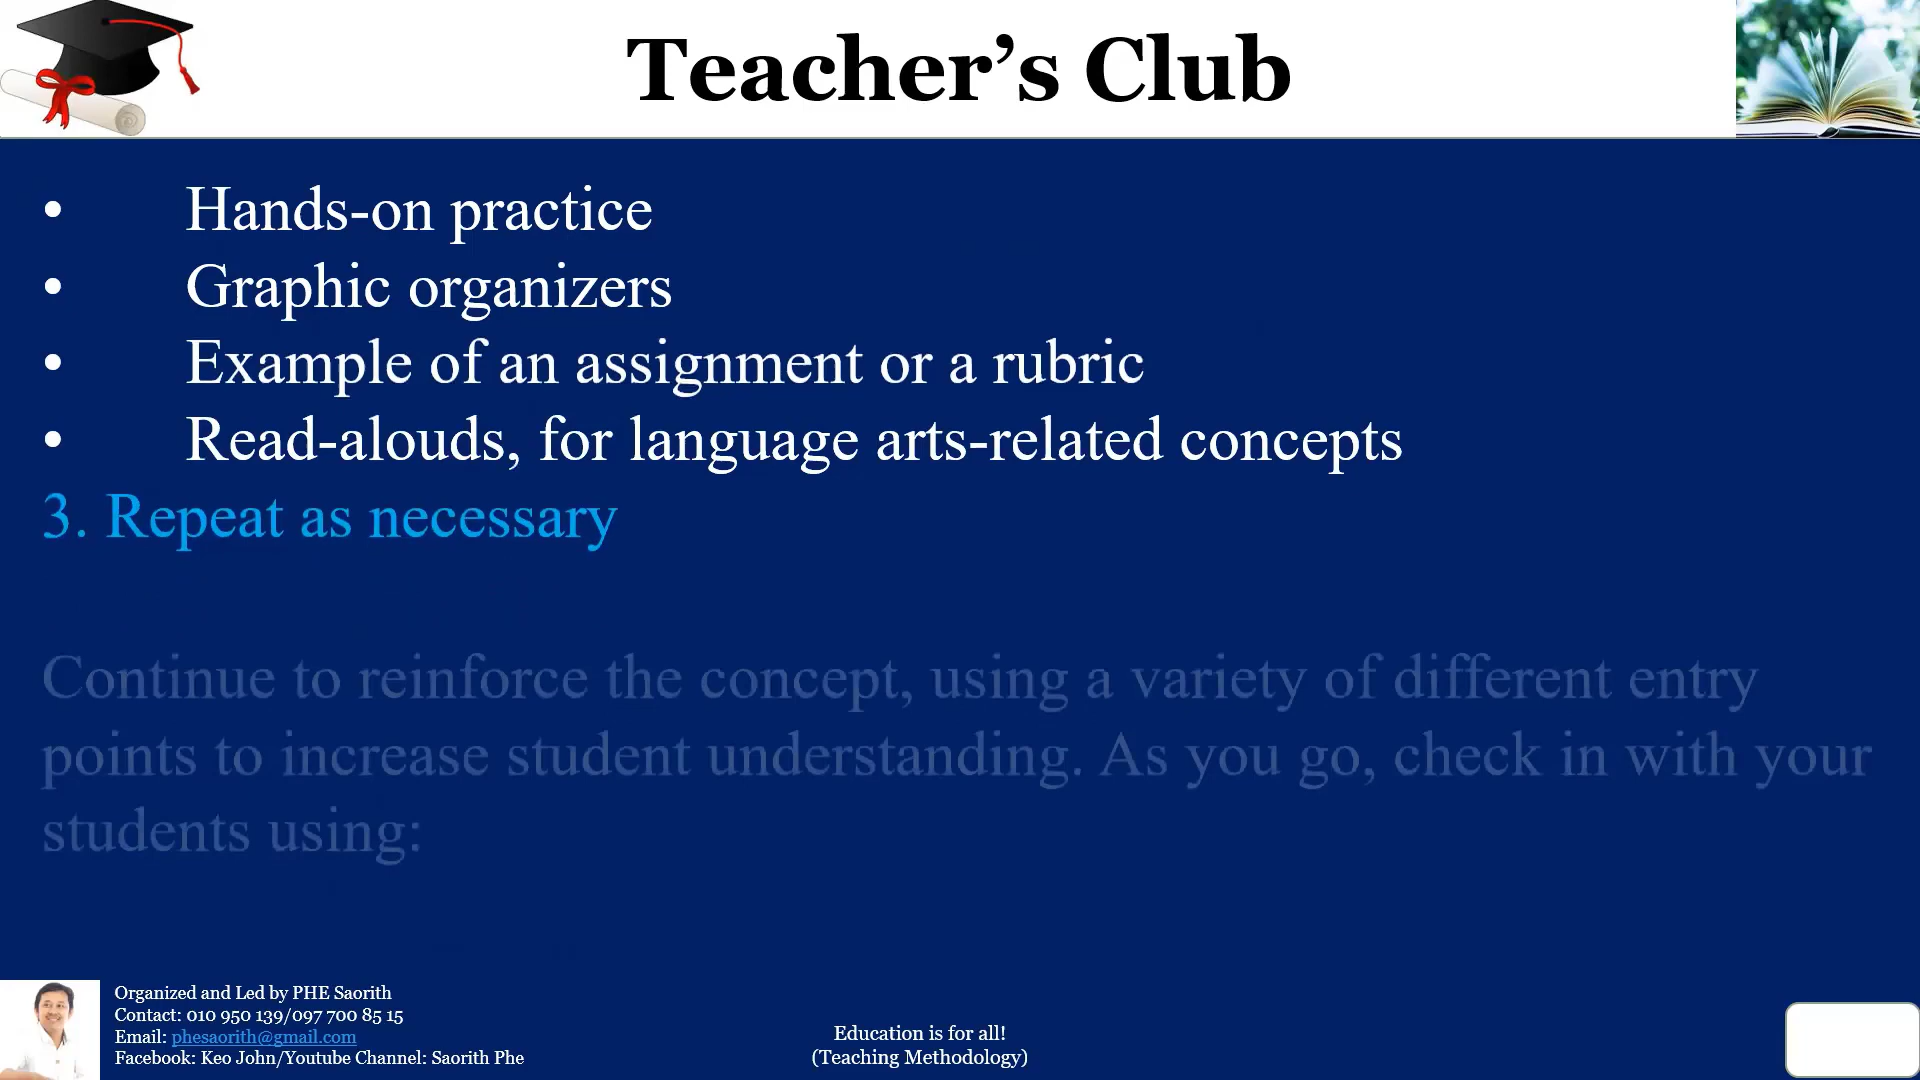 Teacher’s Club
• Hands-on practice
• Graphic organizers
• Example of an assignment or a rubric
• Read-alouds, for language arts-related concepts
3. Repeat as necessary
Continue to reinforce the concept, using a variety of different entry
points to increase student understanding. As you go, check in with your
students using:
Organized and Led by PHE Saorith
Contact: 010 950 139/097 700 85 15
Email: phesaorith@gmail.com
Facebook: Keo John/Youtube Channel: Saorith Phe
Education is for all!
(Teaching Methodology)